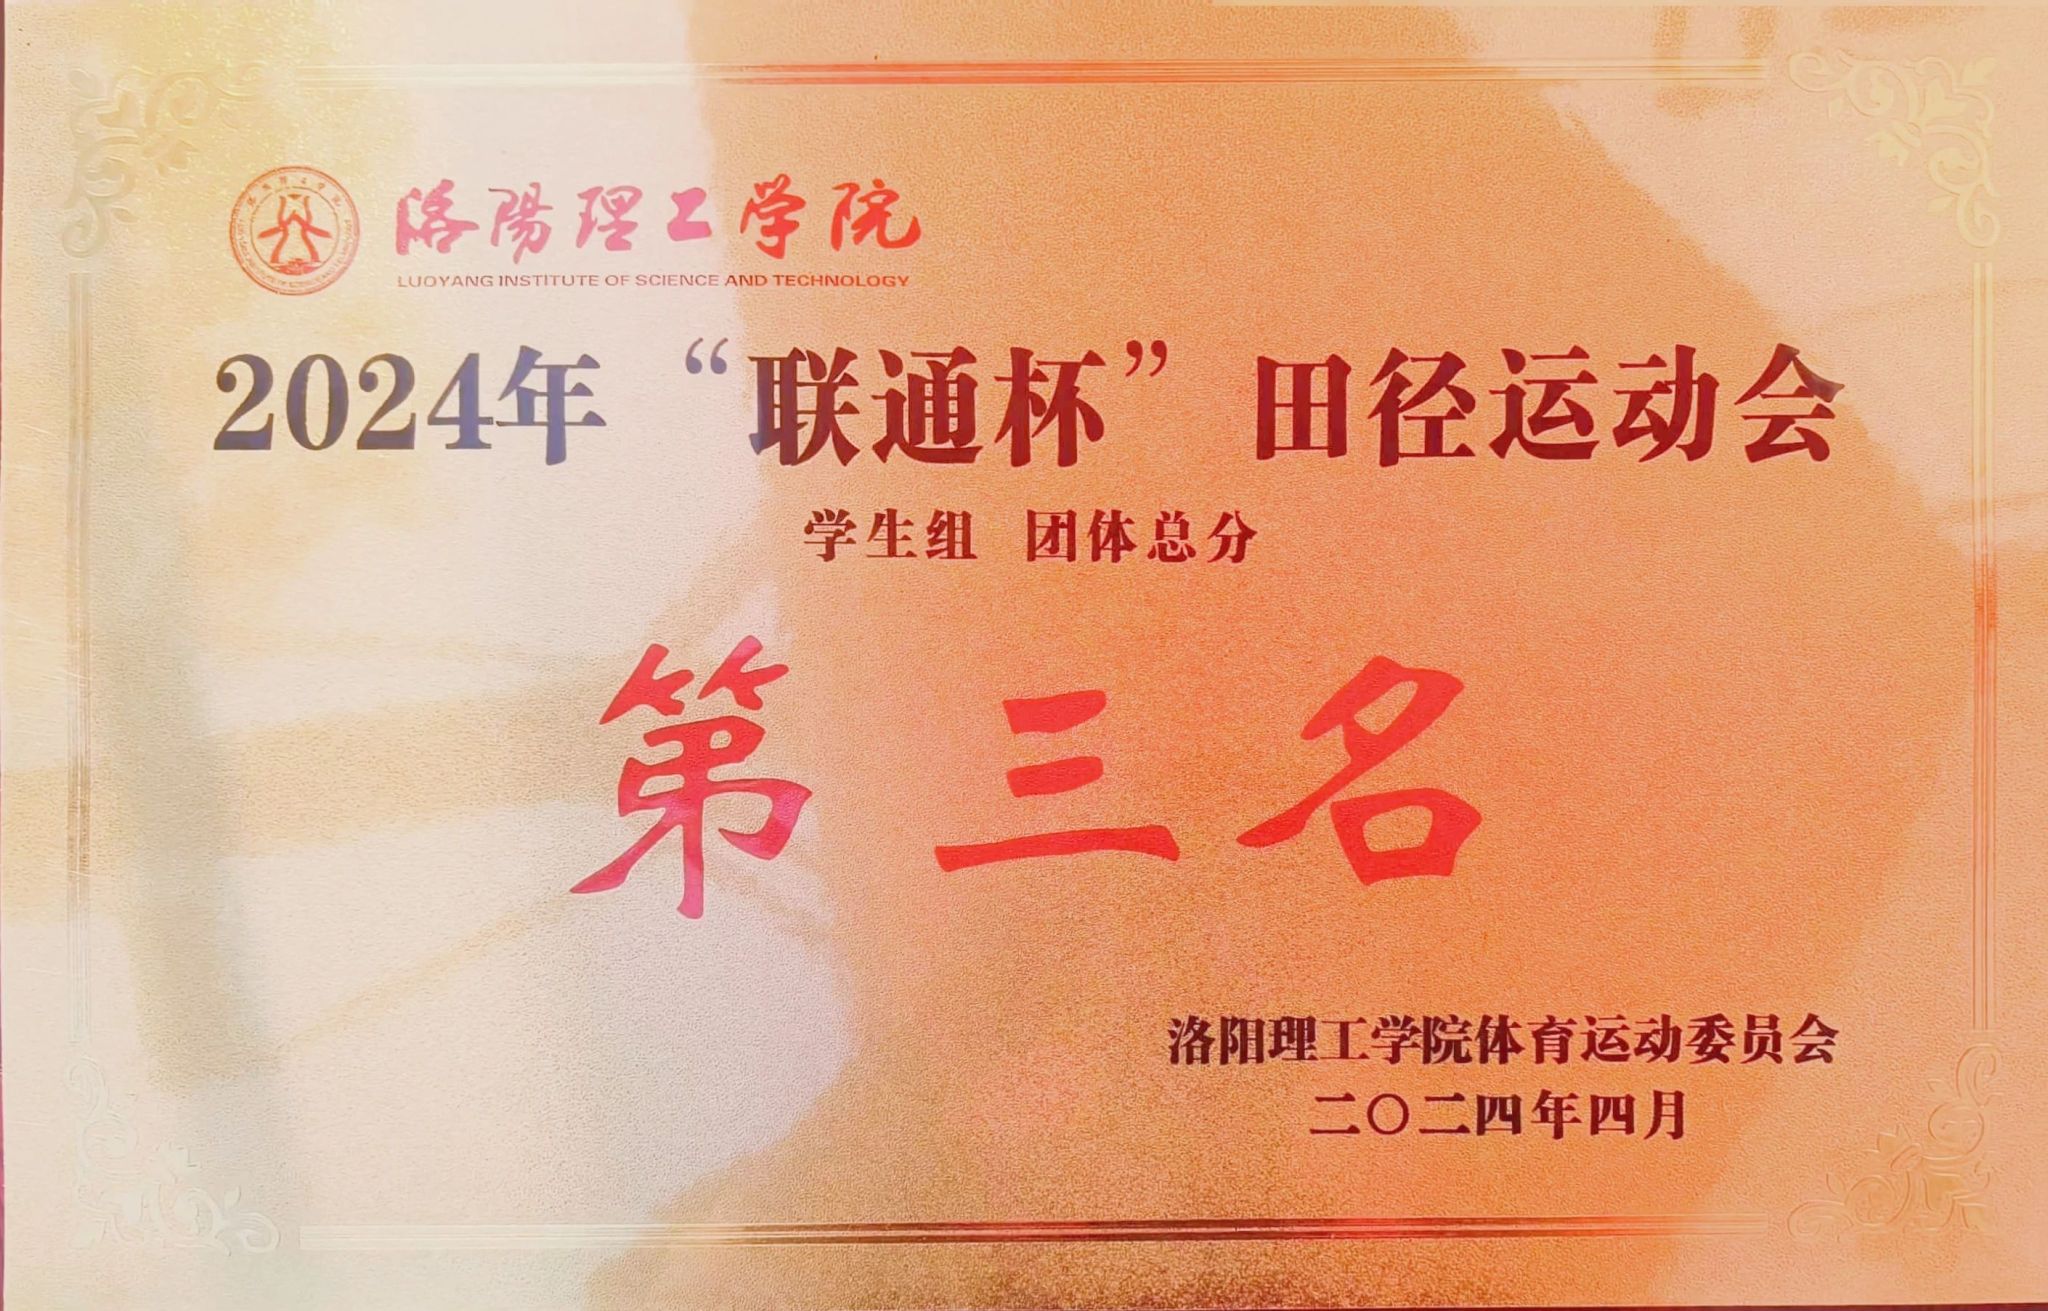 洛陽理工学院
LUOYANG INSTITUTE OF SCIENCE AND TECHNOLOGY
2024年“联通杯”田径运动会
学生组 团体总分
第三名
洛阳理工学院体育运动委员会
二〇二四年四月